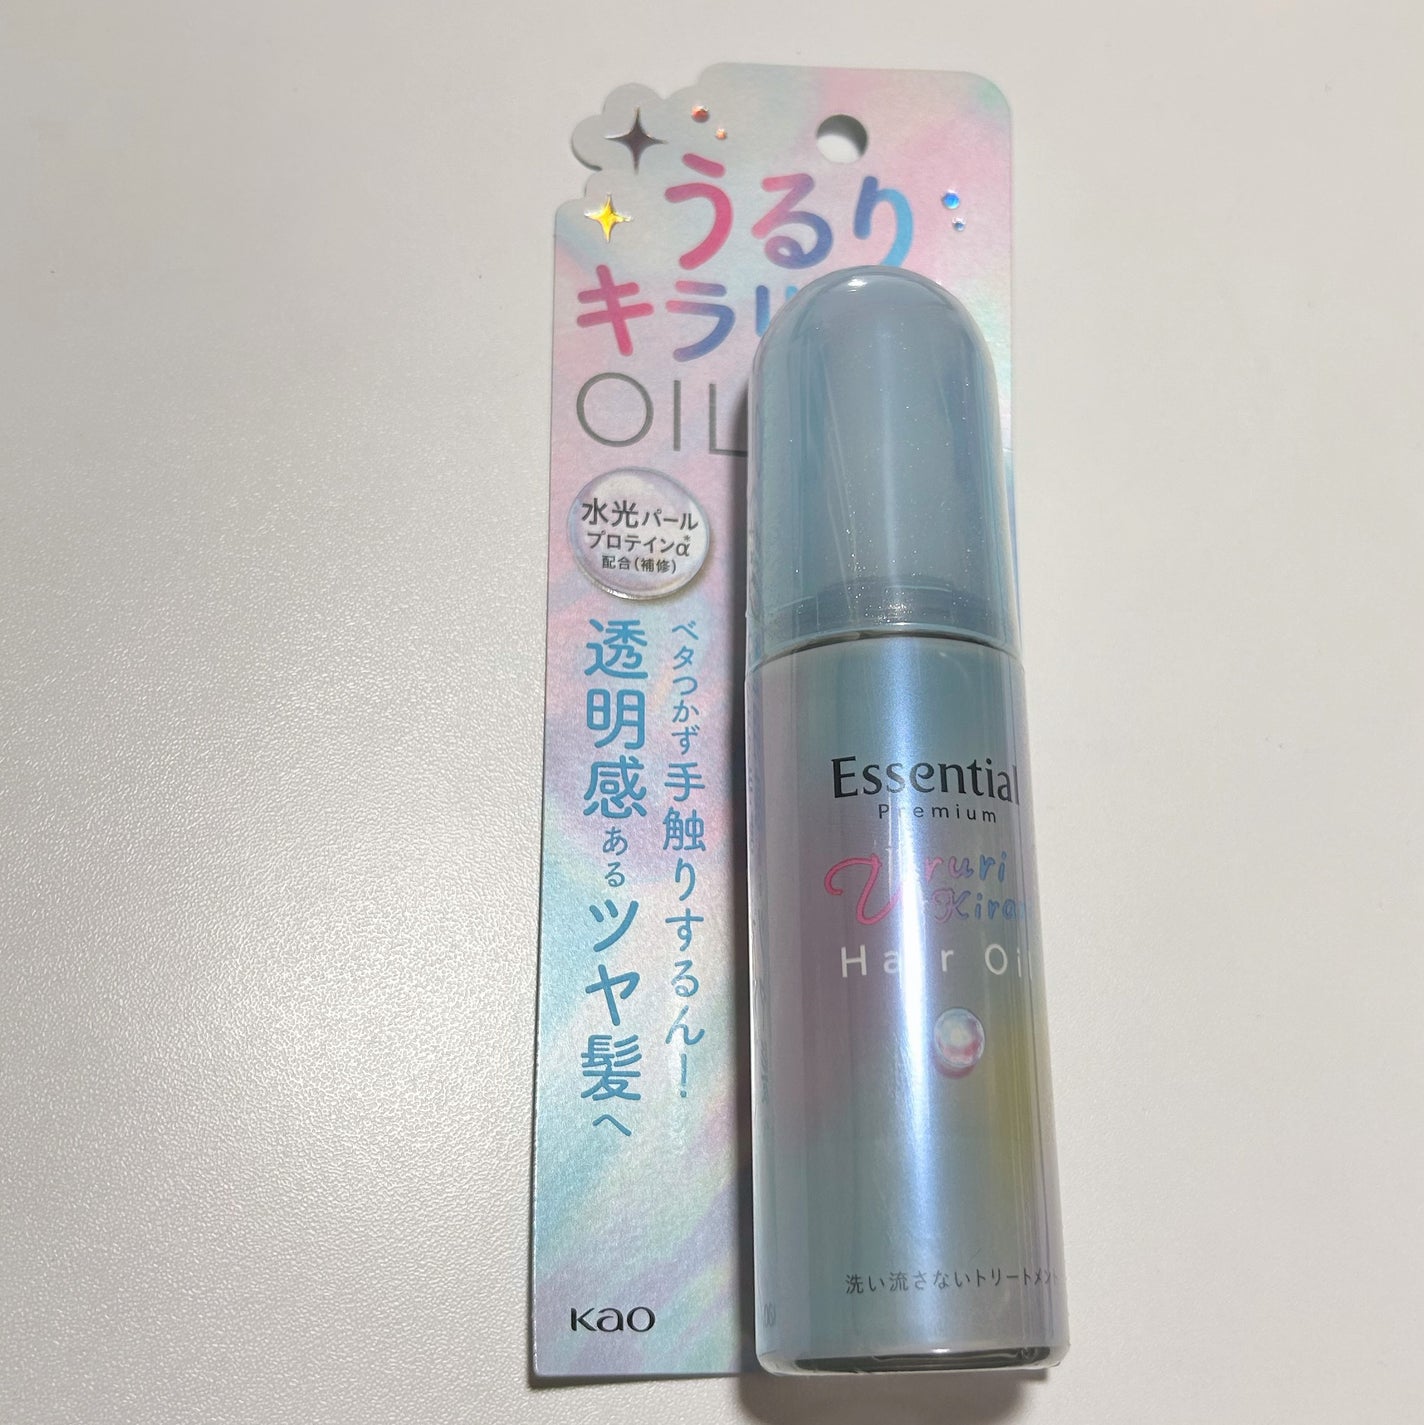 うるり
キラリ
OIL
水光パール
プロテインα*
配合(補修)
ベタつかず手触りするん!
透明感あるツヤ髪へ
Kao
Essential
Premium
Ururi
Hair Oil
洗い流さないトリートメント